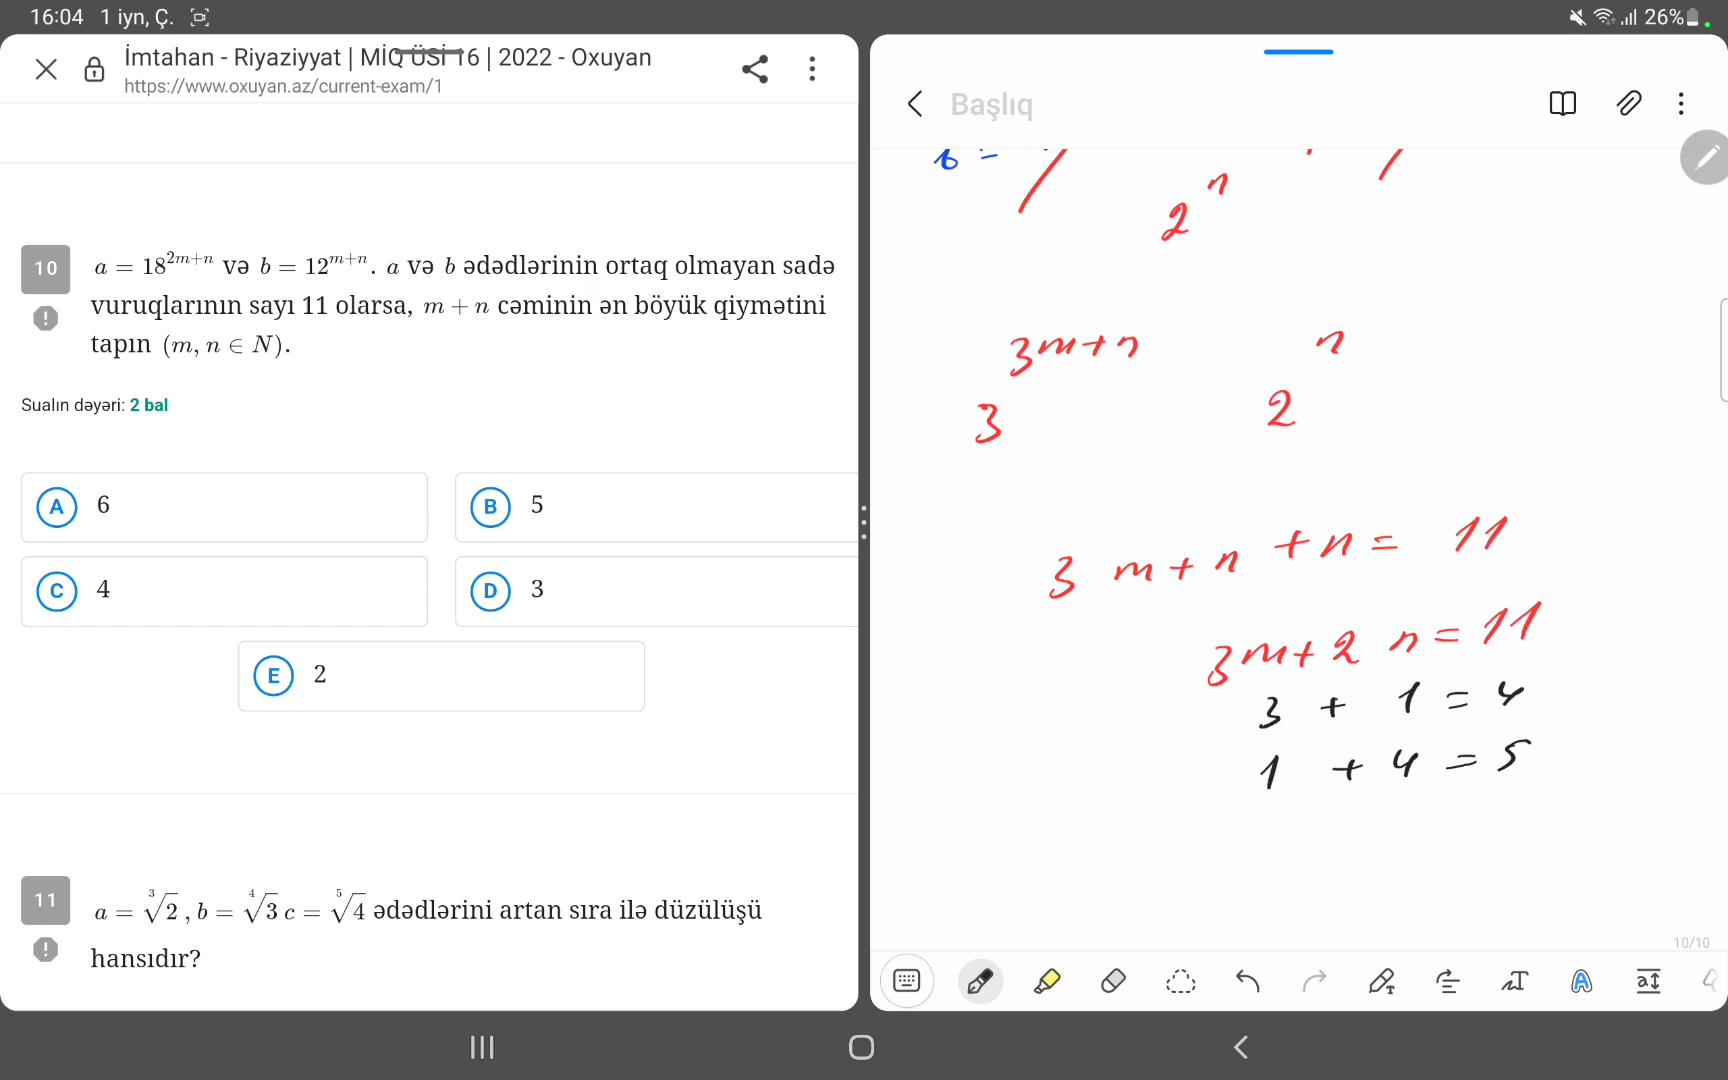 16:04 1 iyn, Ç. 26%
İmtahan - Riyaziyyat | MİQ ÜSİ 16 | 2022 - Oxuyan
https://www.oxuyan.az/current-exam/1
10 a = 18^{2m+n} və b = 12^{m+n}. a və b ədədlərinin ortaq olmayan sadə
vuruqlarının sayı 11 olarsa, m + n cəminin ən böyük qiymətini
tapın (m, n ∈ N).
Sualın dəyəri: 2 bal
A 6
B 5
C 4
D 3
E 2
11 a = ∛2 , b = ∜3 c = ⁵√4 ədədlərini artan sıra ilə düzülüşü
hansıdır?
Başlıq
2^n
3^{3m+n} 2^n
3m+n +n = 11
3m+2n=11
3 + 1 = 4
1 + 4 = 5
10/10